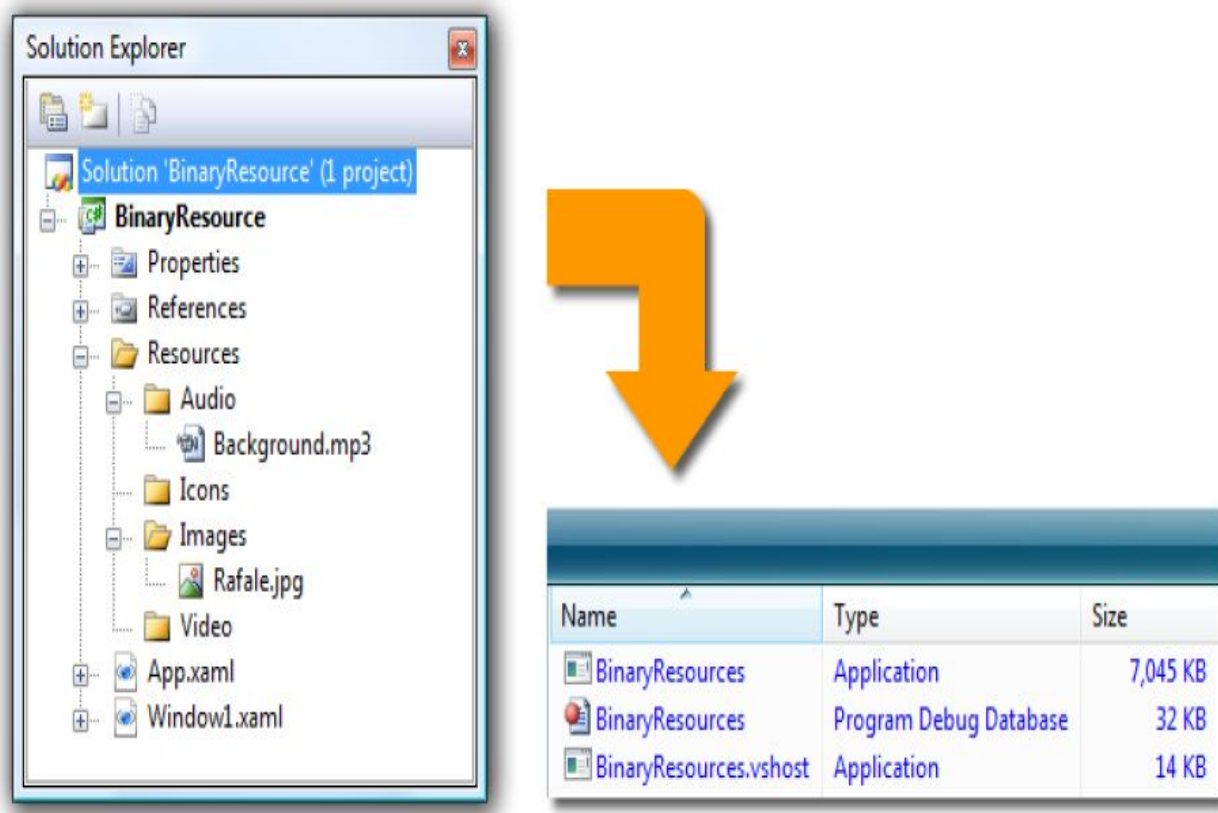 Solution Explorer
Solution 'BinaryResource' (1 project)
BinaryResource
Properties
References
Resources
Audio
Background.mp3
Icons
Images
Rafale.jpg
Video
App.xaml
Window1.xaml
Name Type Size
BinaryResources Application 7,045 KB
BinaryResources Program Debug Database 32 KB
BinaryResources.vshost Application 14 KB